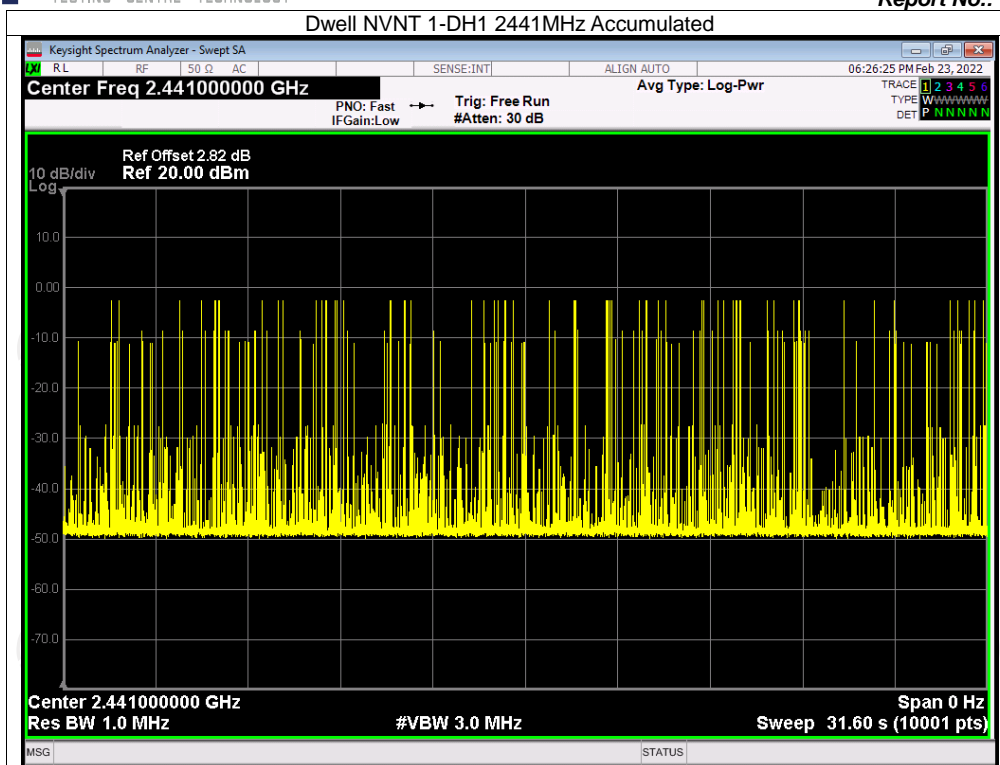 TESTING CENTRE TECHNOLOGY
Report No.:
Dwell NVNT 1-DH1 2441MHz Accumulated
Keysight Spectrum Analyzer - Swept SA
LXI RL RF 50 Ω AC SENSE:INT ALIGN AUTO 06:26:25 PM Feb 23, 2022
Center Freq 2.441000000 GHz
Avg Type: Log-Pwr
TRACE 1 2 3 4 5 6
PNO: Fast
Trig: Free Run
TYPE WWWWWW
IFGain:Low
#Atten: 30 dB
DET P N N N N N
Ref Offset 2.82 dB
10 dB/div Ref 20.00 dBm
Log
10.0
0.00
-10.0
-20.0
-30.0
-40.0
-50.0
-60.0
-70.0
Center 2.441000000 GHz Span 0 Hz
Res BW 1.0 MHz #VBW 3.0 MHz Sweep 31.60 s (10001 pts)
MSG STATUS